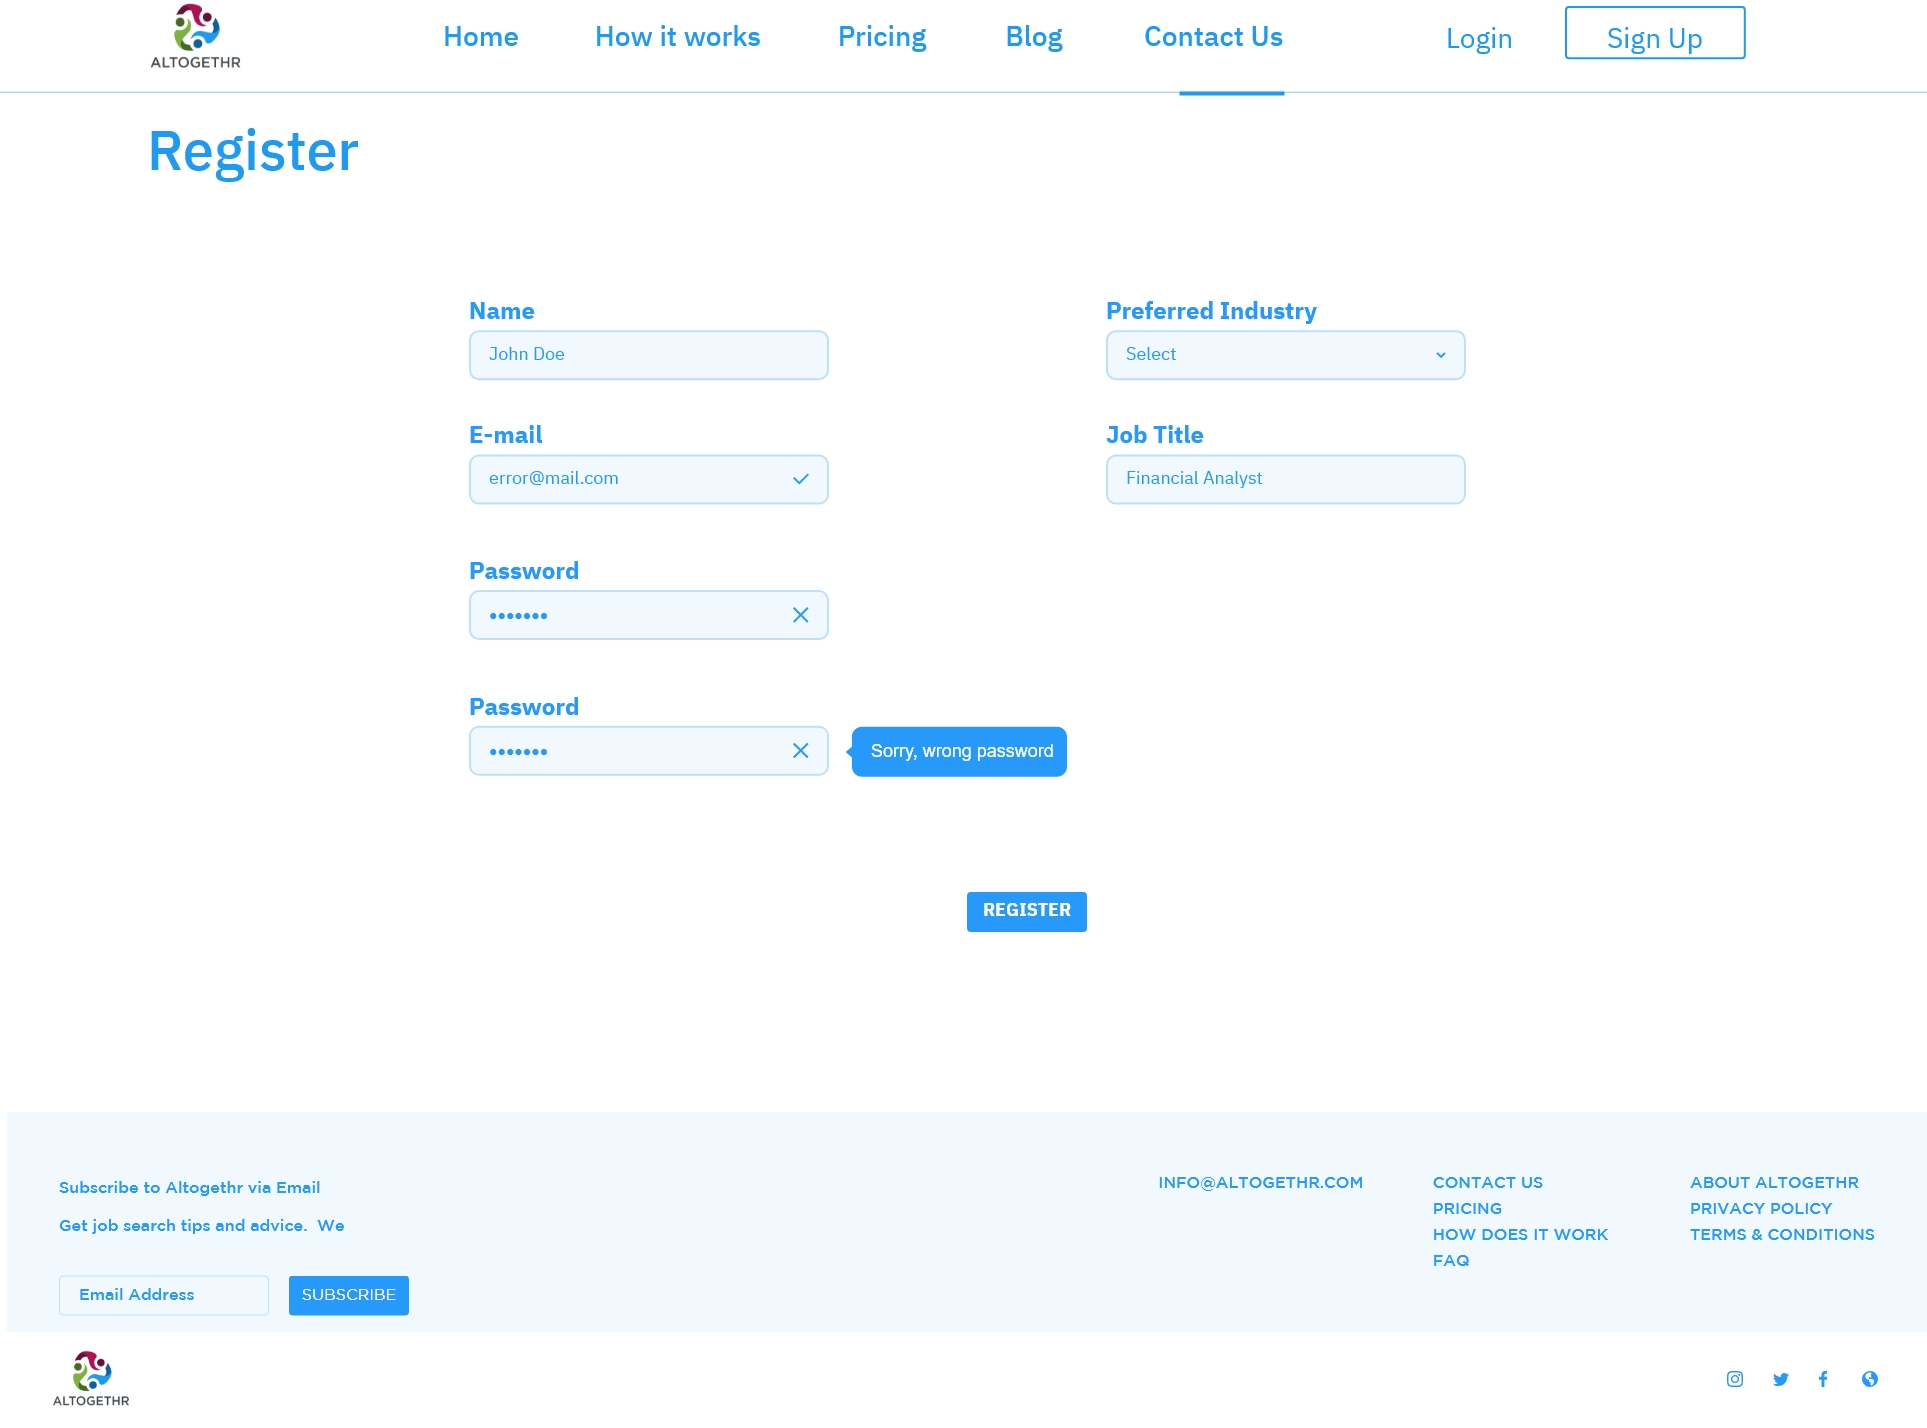 ALTOGETHR
Home
How it works
Pricing
Blog
Contact Us
Login
Sign Up
Register
Name
John Doe
Preferred Industry
Select
E-mail
error@mail.com
Job Title
Financial Analyst
Password
•••••••
Password
•••••••
Sorry, wrong password
REGISTER
Subscribe to Altogethr via Email
Get job search tips and advice.  We
Email Address
SUBSCRIBE
INFO@ALTOGETHR.COM
CONTACT US
PRICING
HOW DOES IT WORK
FAQ
ABOUT ALTOGETHR
PRIVACY POLICY
TERMS & CONDITIONS
ALTOGETHR